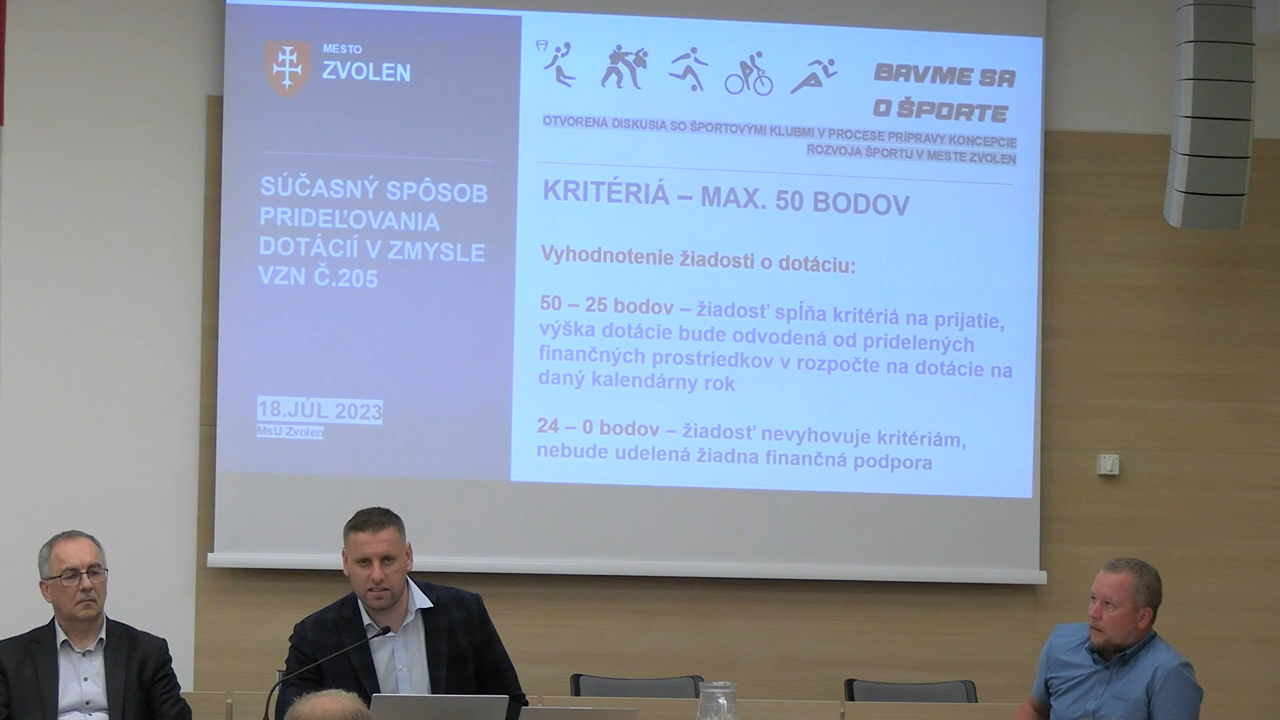 MESTO
ZVOLEN
SÚČASNÝ SPÔSOB
PRIDEĽOVANIA
DOTÁCIÍ V ZMYSLE
VZN Č.205
18.JÚL 2023
MsÚ Zvolen
BAVME SA
O ŠPORTE
OTVORENÁ DISKUSIA SO ŠPORTOVÝMI KLUBMI V PROCESE PRÍPRAVY KONCEPCIE
ROZVOJA ŠPORTU V MESTE ZVOLEN
KRITÉRIÁ – MAX. 50 BODOV
Vyhodnotenie žiadosti o dotáciu:
50 – 25 bodov – žiadosť spĺňa kritériá na prijatie,
výška dotácie bude odvodená od pridelených
finančných prostriedkov v rozpočte na dotácie na
daný kalendárny rok
24 – 0 bodov – žiadosť nevyhovuje kritériám,
nebude udelená žiadna finančná podpora